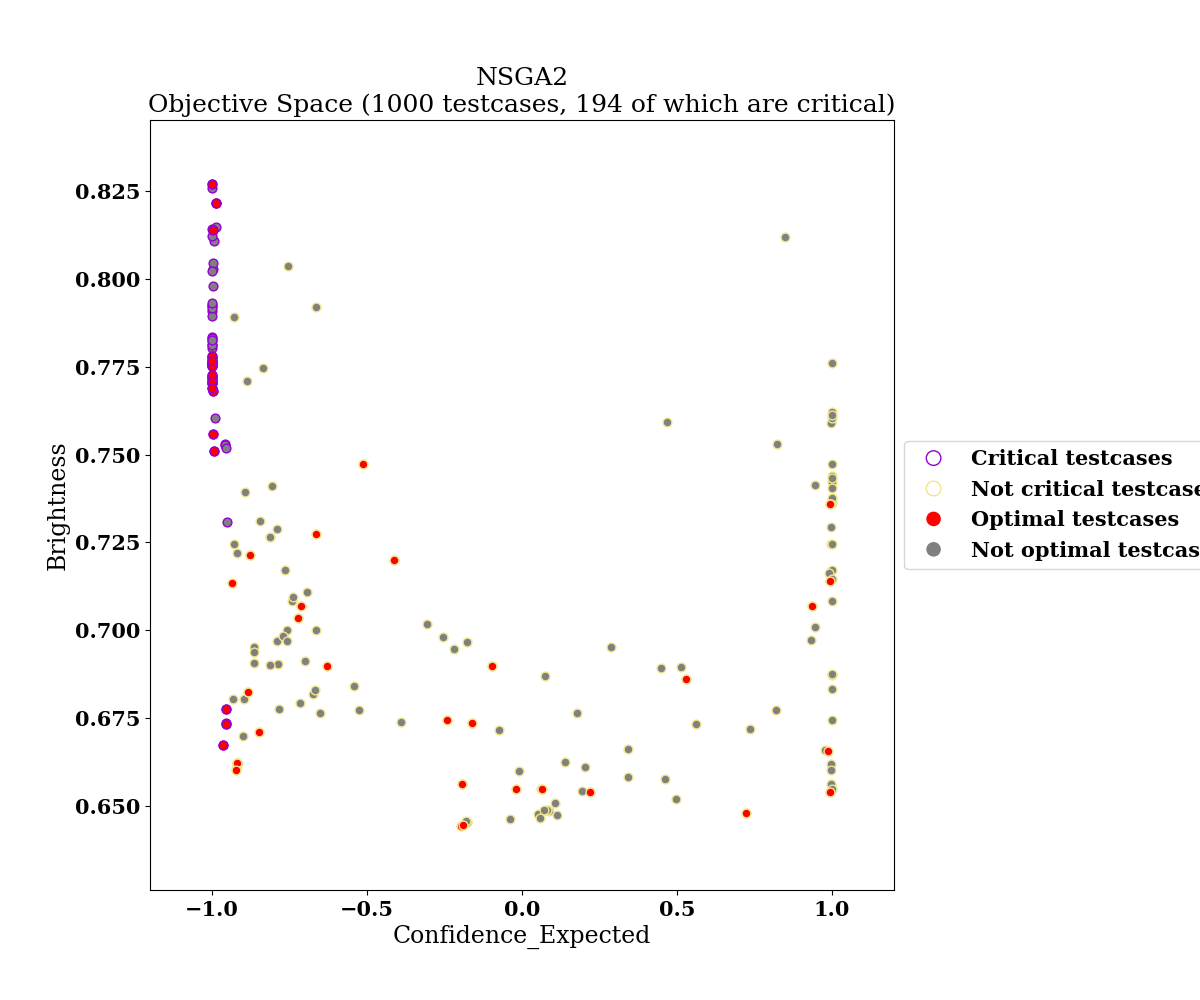 NSGA2
Objective Space (1000 testcases, 194 of which are critical)
0.825
0.800
0.775
0.750
0.725
0.700
0.675
0.650
Brightness
−1.0 −0.5 0.0 0.5 1.0
Confidence_Expected
Critical testcases
Not critical testcase
Optimal testcases
Not optimal testcas